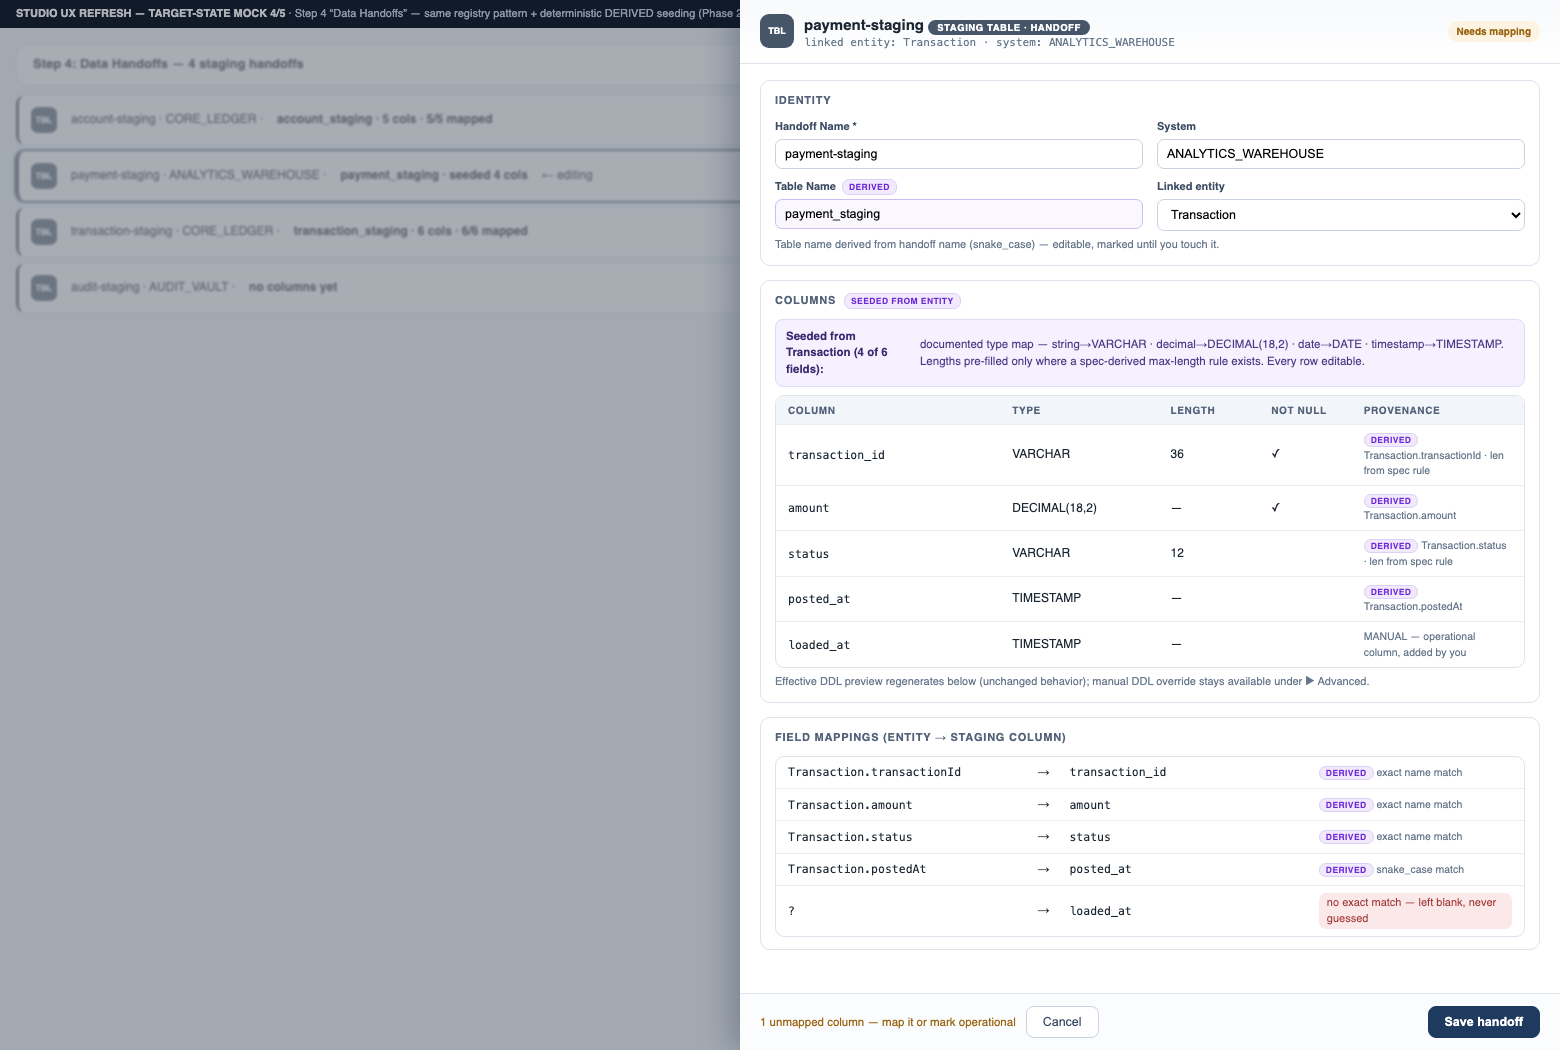 STUDIO UX REFRESH — TARGET-STATE MOCK 4/5 · Step 4 “Data Handoffs” — same registry pattern + deterministic DERIVED seeding (Phase 2
Step 4: Data Handoffs — 4 staging handoffs
TBL account-staging · CORE_LEDGER · account_staging · 5 cols · 5/5 mapped
TBL payment-staging · ANALYTICS_WAREHOUSE · payment_staging · seeded 4 cols ← editing
TBL transaction-staging · CORE_LEDGER · transaction_staging · 6 cols · 6/6 mapped
TBL audit-staging · AUDIT_VAULT · no columns yet
TBL payment-staging STAGING TABLE · HANDOFF
linked entity: Transaction · system: ANALYTICS_WAREHOUSE
Needs mapping
IDENTITY
Handoff Name *
payment-staging
System
ANALYTICS_WAREHOUSE
Table Name DERIVED
payment_staging
Linked entity
Transaction
Table name derived from handoff name (snake_case) — editable, marked until you touch it.
COLUMNS SEEDED FROM ENTITY
Seeded from
Transaction (4 of 6
fields):
documented type map — string→VARCHAR · decimal→DECIMAL(18,2) · date→DATE · timestamp→TIMESTAMP.
Lengths pre-filled only where a spec-derived max-length rule exists. Every row editable.
COLUMN TYPE LENGTH NOT NULL PROVENANCE
transaction_id VARCHAR 36 ✓ DERIVED
Transaction.transactionId · len
from spec rule
amount DECIMAL(18,2) — ✓ DERIVED
Transaction.amount
status VARCHAR 12 DERIVED Transaction.status
· len from spec rule
posted_at TIMESTAMP — DERIVED
Transaction.postedAt
loaded_at TIMESTAMP — MANUAL — operational
column, added by you
Effective DDL preview regenerates below (unchanged behavior); manual DDL override stays available under ▶ Advanced.
FIELD MAPPINGS (ENTITY → STAGING COLUMN)
Transaction.transactionId → transaction_id DERIVED exact name match
Transaction.amount → amount DERIVED exact name match
Transaction.status → status DERIVED exact name match
Transaction.postedAt → posted_at DERIVED snake_case match
? → loaded_at no exact match — left blank, never
guessed
1 unmapped column — map it or mark operational
Cancel
Save handoff